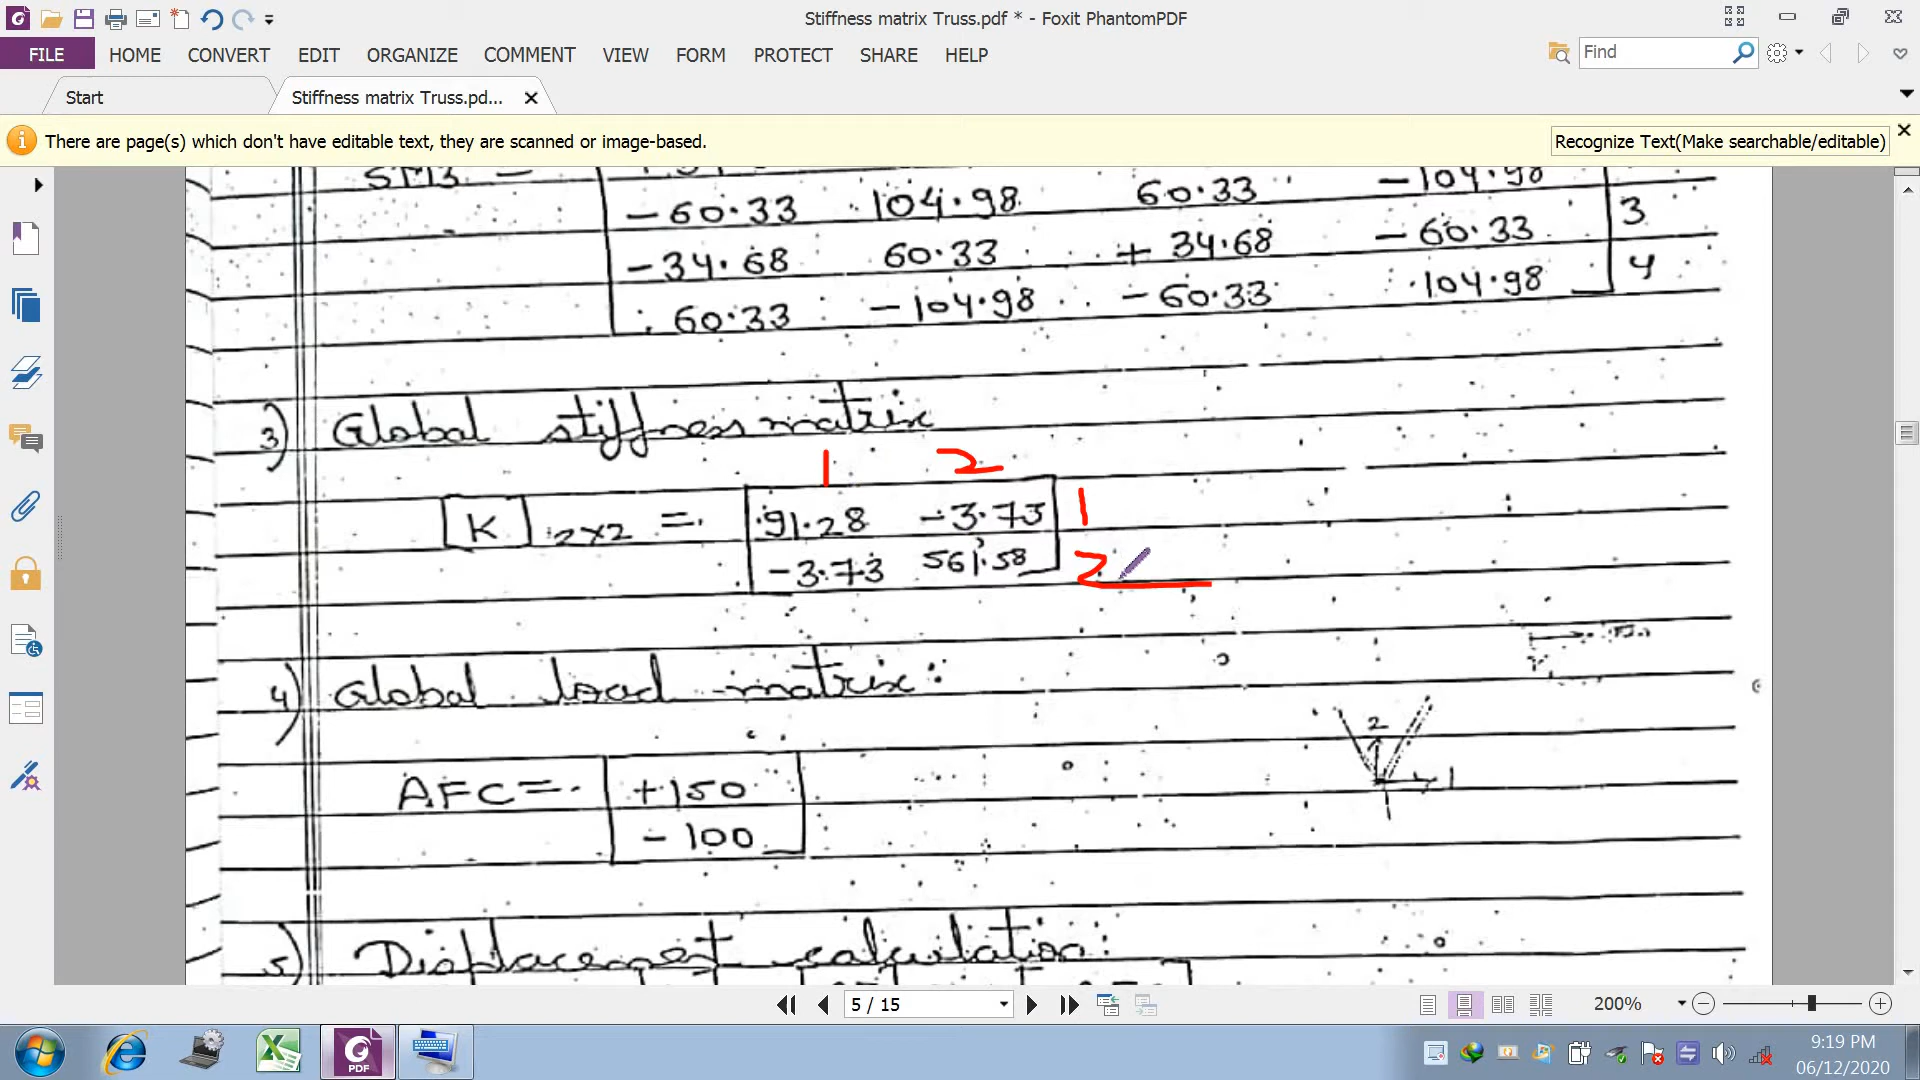 Stiffness matrix Truss.pdf * - Foxit PhantomPDF
FILE HOME CONVERT EDIT ORGANIZE COMMENT VIEW FORM PROTECT SHARE HELP
Find
Start
Stiffness matrix Truss.pd...
There are page(s) which don't have editable text, they are scanned or image-based.
Recognize Text(Make searchable/editable)
-60.33 104.98 60.33 -104.98
-34.68 60.33 + 34.68 -60.33 3
60.33 -104.98 -60.33 104.98 4
3) Global stiffness matrix
1 2
K 2x2 = 91.28 -3.73 1
-3.73 561.58 2
4) Global load matrix:
2
1
AFC = +150
-100
5) Displacement calculation:
5 / 15
200%
PDF
9:19 PM
06/12/2020